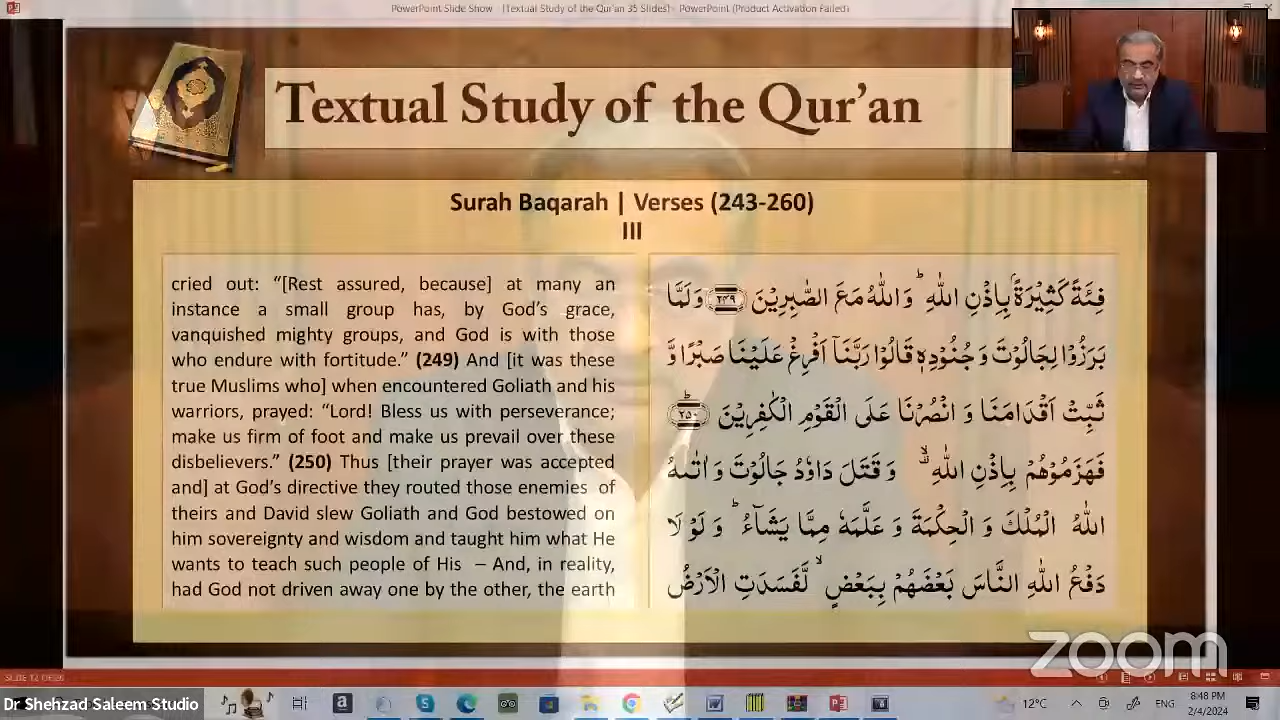 PowerPoint Slide Show - [Textual Study of the Qur'an 35 Slides] - PowerPoint (Product Activation Failed)
Textual Study of the Qur’an
Surah Baqarah | Verses (243-260)
III
cried out: “[Rest assured, because] at many an
instance a small group has, by God’s grace,
vanquished mighty groups, and God is with those
who endure with fortitude.” (249) And [it was these
true Muslims who] when encountered Goliath and his
warriors, prayed: “Lord! Bless us with perseverance;
make us firm of foot and make us prevail over these
disbelievers.” (250) Thus [their prayer was accepted
and] at God’s directive they routed those enemies of
theirs and David slew Goliath and God bestowed on
him sovereignty and wisdom and taught him what He
wants to teach such people of His – And, in reality,
had God not driven away one by the other, the earth
فِئَةً كَثِيْرَةًۢ بِاِذْنِ اللّٰهِ ؕ وَ اللّٰهُ مَعَ الصّٰبِرِيْنَ ﴿۲۴۹﴾ وَ لَمَّا
بَرَزُوْا لِجَالُوْتَ وَ جُنُوْدِهٖ قَالُوْا رَبَّنَاۤ اَفْرِغْ عَلَيْنَا صَبْرًا وَّ
ثَبِّتْ اَقْدَامَنَا وَ انْصُرْنَا عَلَى الْقَوْمِ الْكٰفِرِيْنَ ﴿۲۵۰﴾ؕ
فَهَزَمُوْهُمْ بِاِذْنِ اللّٰهِ ۟ۙ وَ قَتَلَ دَاوٗدُ جَالُوْتَ وَ اٰتٰىهُ
اللّٰهُ الْمُلْكَ وَ الْحِكْمَةَ وَ عَلَّمَهٗ مِمَّا يَشَآءُ ؕ وَ لَوْ لَا
دَفْعُ اللّٰهِ النَّاسَ بَعْضَهُمْ بِبَعْضٍ ۙ لَّفَسَدَتِ الْاَرْضُ
zoom
Dr Shehzad Saleem Studio
12°C
ENG
8:48 PM
2/4/2024